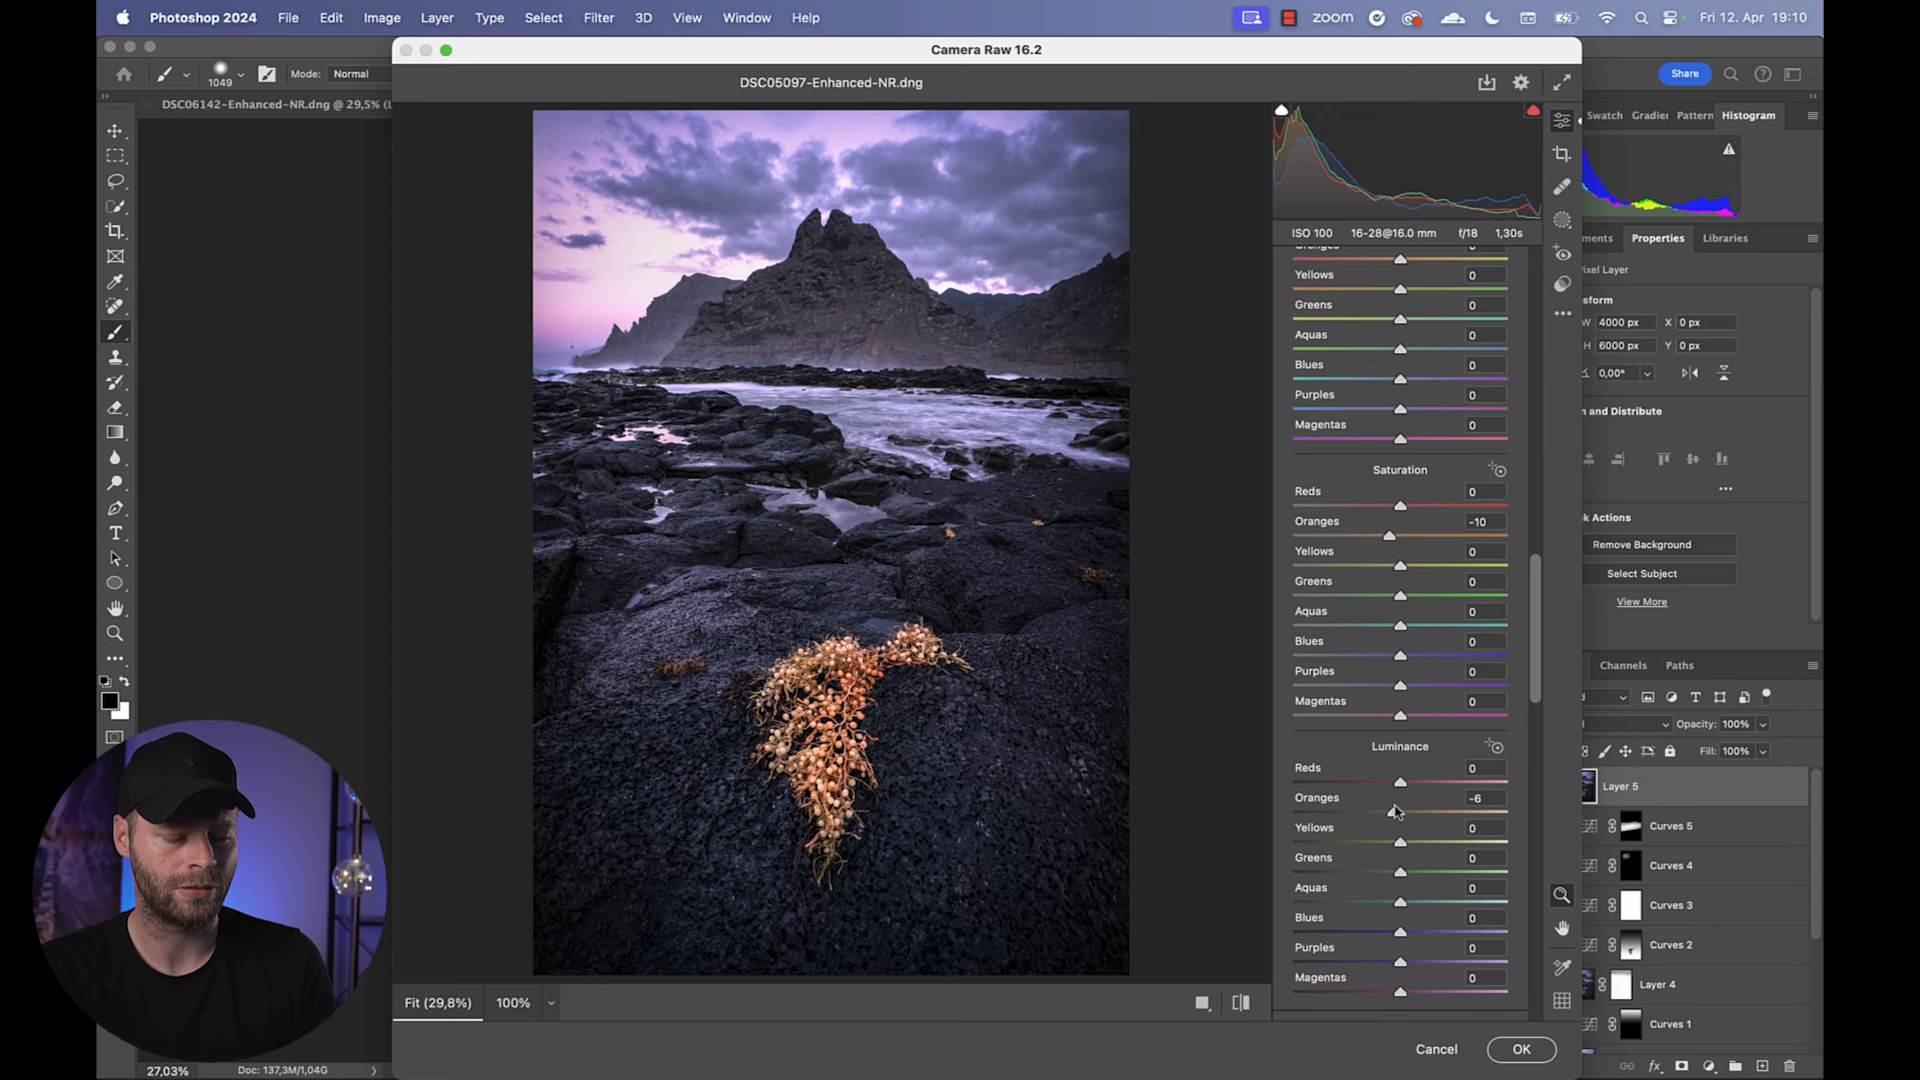 Photoshop 2024 File Edit Image Layer Type Select Filter 3D View Window Help zoom Fri 12. Apr 19:10
Camera Raw 16.2
1049 Mode: Normal
Share
DSC05097-Enhanced-NR.dng
DSC06142-Enhanced-NR.dng @ 29,5% (L
Swatch Gradie Pattern Histogram
ISO 100 16-28@16.0 mm f/18 1,30s
Yellows 0
Greens 0
Aquas 0
Blues 0
Purples 0
Magentas 0
Saturation
Reds 0
Oranges -10
Yellows 0
Greens 0
Aquas 0
Blues 0
Purples 0
Magentas 0
Luminance
Reds 0
Oranges -6
Yellows 0
Greens 0
Aquas 0
Blues 0
Purples 0
Magentas 0
ments Properties Libraries
ixel Layer
sform
W 4000 px X 0 px
H 6000 px Y 0 px
0,00°
n and Distribute
k Actions
Remove Background
Select Subject
View More
Channels Paths
Opacity: 100%
Fill: 100%
Layer 5
Curves 5
Curves 4
Curves 3
Curves 2
Layer 4
Curves 1
Fit (29,8%) 100%
Cancel OK
27,03% Doc: 137,3M/1,04G